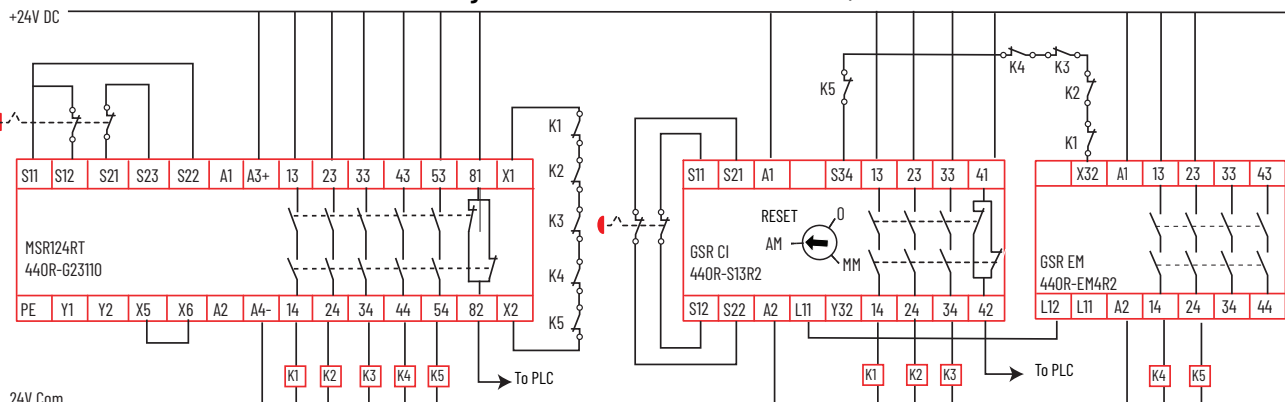 +24V DC
K4 K3
K5
K2
K1
K1
K2
K3
K4
K5
S11 S12 S21 S23 S22 A1 A3+ 13 23 33 43 53 81 X1
MSR124RT
440R-G23110
PE Y1 Y2 X5 X6 A2 A4- 14 24 34 44 54 82 X2
K1 K2 K3 K4 K5
To PLC
S11 S21 A1 S34 13 23 33 41
RESET
0
AM
MM
GSR CI
440R-S13R2
S12 S22 A2 L11 Y32 14 24 34 42
K1 K2 K3
To PLC
X32 A1 13 23 33 43
GSR EM
440R-EM4R2
L12 L11 A2 14 24 34 44
K4 K5
24V Com